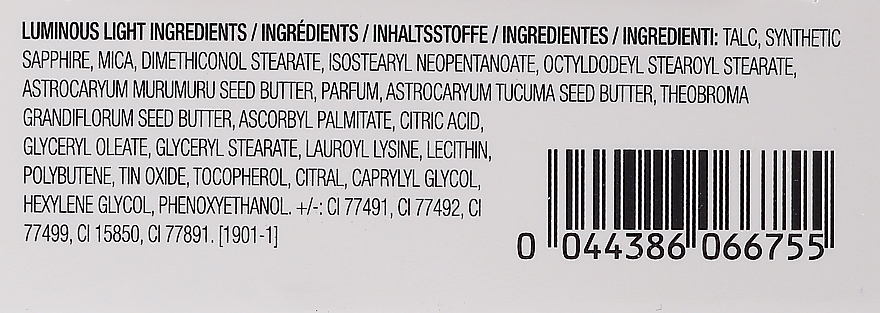 LUMINOUS LIGHT INGREDIENTS / INGRÉDIENTS / INHALTSSTOFFE / INGREDIENTES / INGREDIENTI: TALC, SYNTHETIC
SAPPHIRE, MICA, DIMETHICONOL STEARATE, ISOSTEARYL NEOPENTANOATE, OCTYLDODEYL STEAROYL STEARATE,
ASTROCARYUM MURUMURU SEED BUTTER, PARFUM, ASTROCARYUM TUCUMA SEED BUTTER, THEOBROMA
GRANDIFLORUM SEED BUTTER, ASCORBYL PALMITATE, CITRIC ACID,
GLYCERYL OLEATE, GLYCERYL STEARATE, LAUROYL LYSINE, LECITHIN,
POLYBUTENE, TIN OXIDE, TOCOPHEROL, CITRAL, CAPRYLYL GLYCOL,
HEXYLENE GLYCOL, PHENOXYETHANOL. +/-: CI 77491, CI 77492, CI
77499, CI 15850, CI 77891. [1901-1]
0 044386 066755